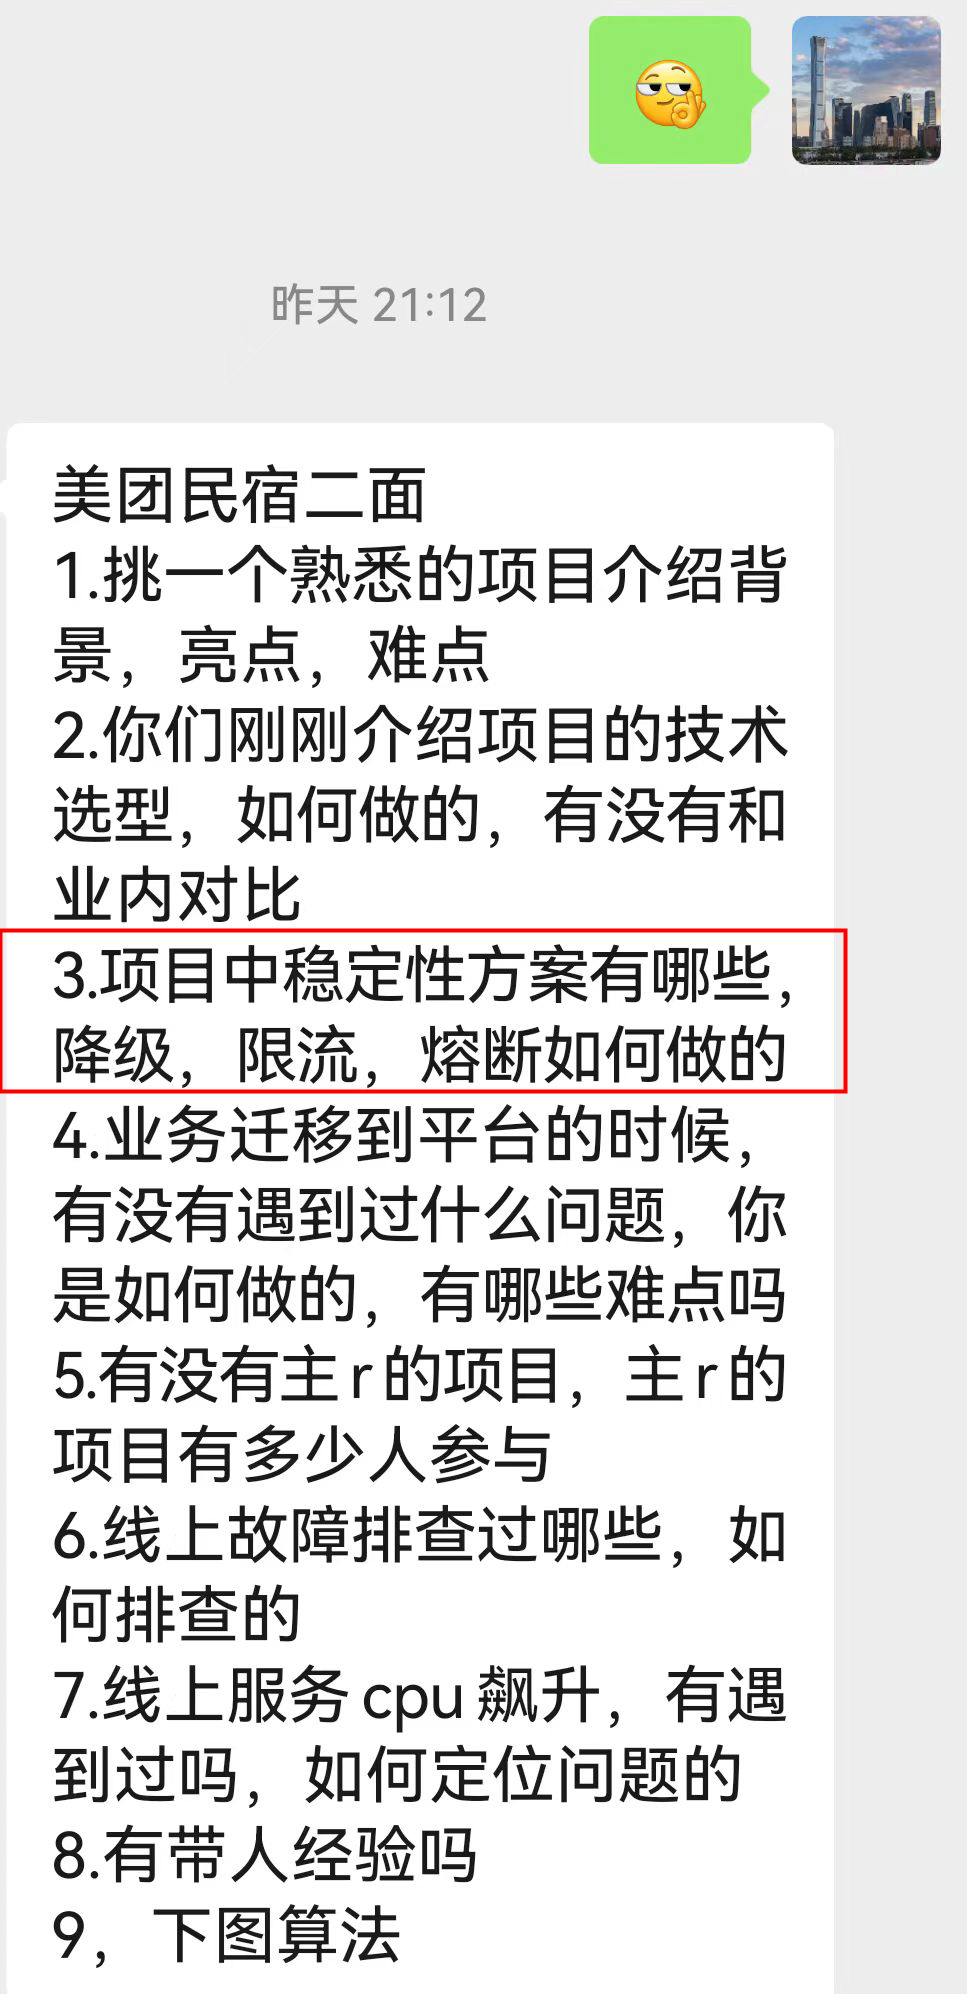 昨天 21:12
美团民宿二面
1.挑一个熟悉的项目介绍背
景，亮点，难点
2.你们刚刚介绍项目的技术
选型，如何做的，有没有和
业内对比
3.项目中稳定性方案有哪些，
降级，限流，熔断如何做的
4.业务迁移到平台的时候，
有没有遇到过什么问题，你
是如何做的，有哪些难点吗
5.有没有主r的项目，主r的
项目有多少人参与
6.线上故障排查过哪些，如
何排查的
7.线上服务cpu飙升，有遇
到过吗，如何定位问题的
8.有带人经验吗
9，下图算法